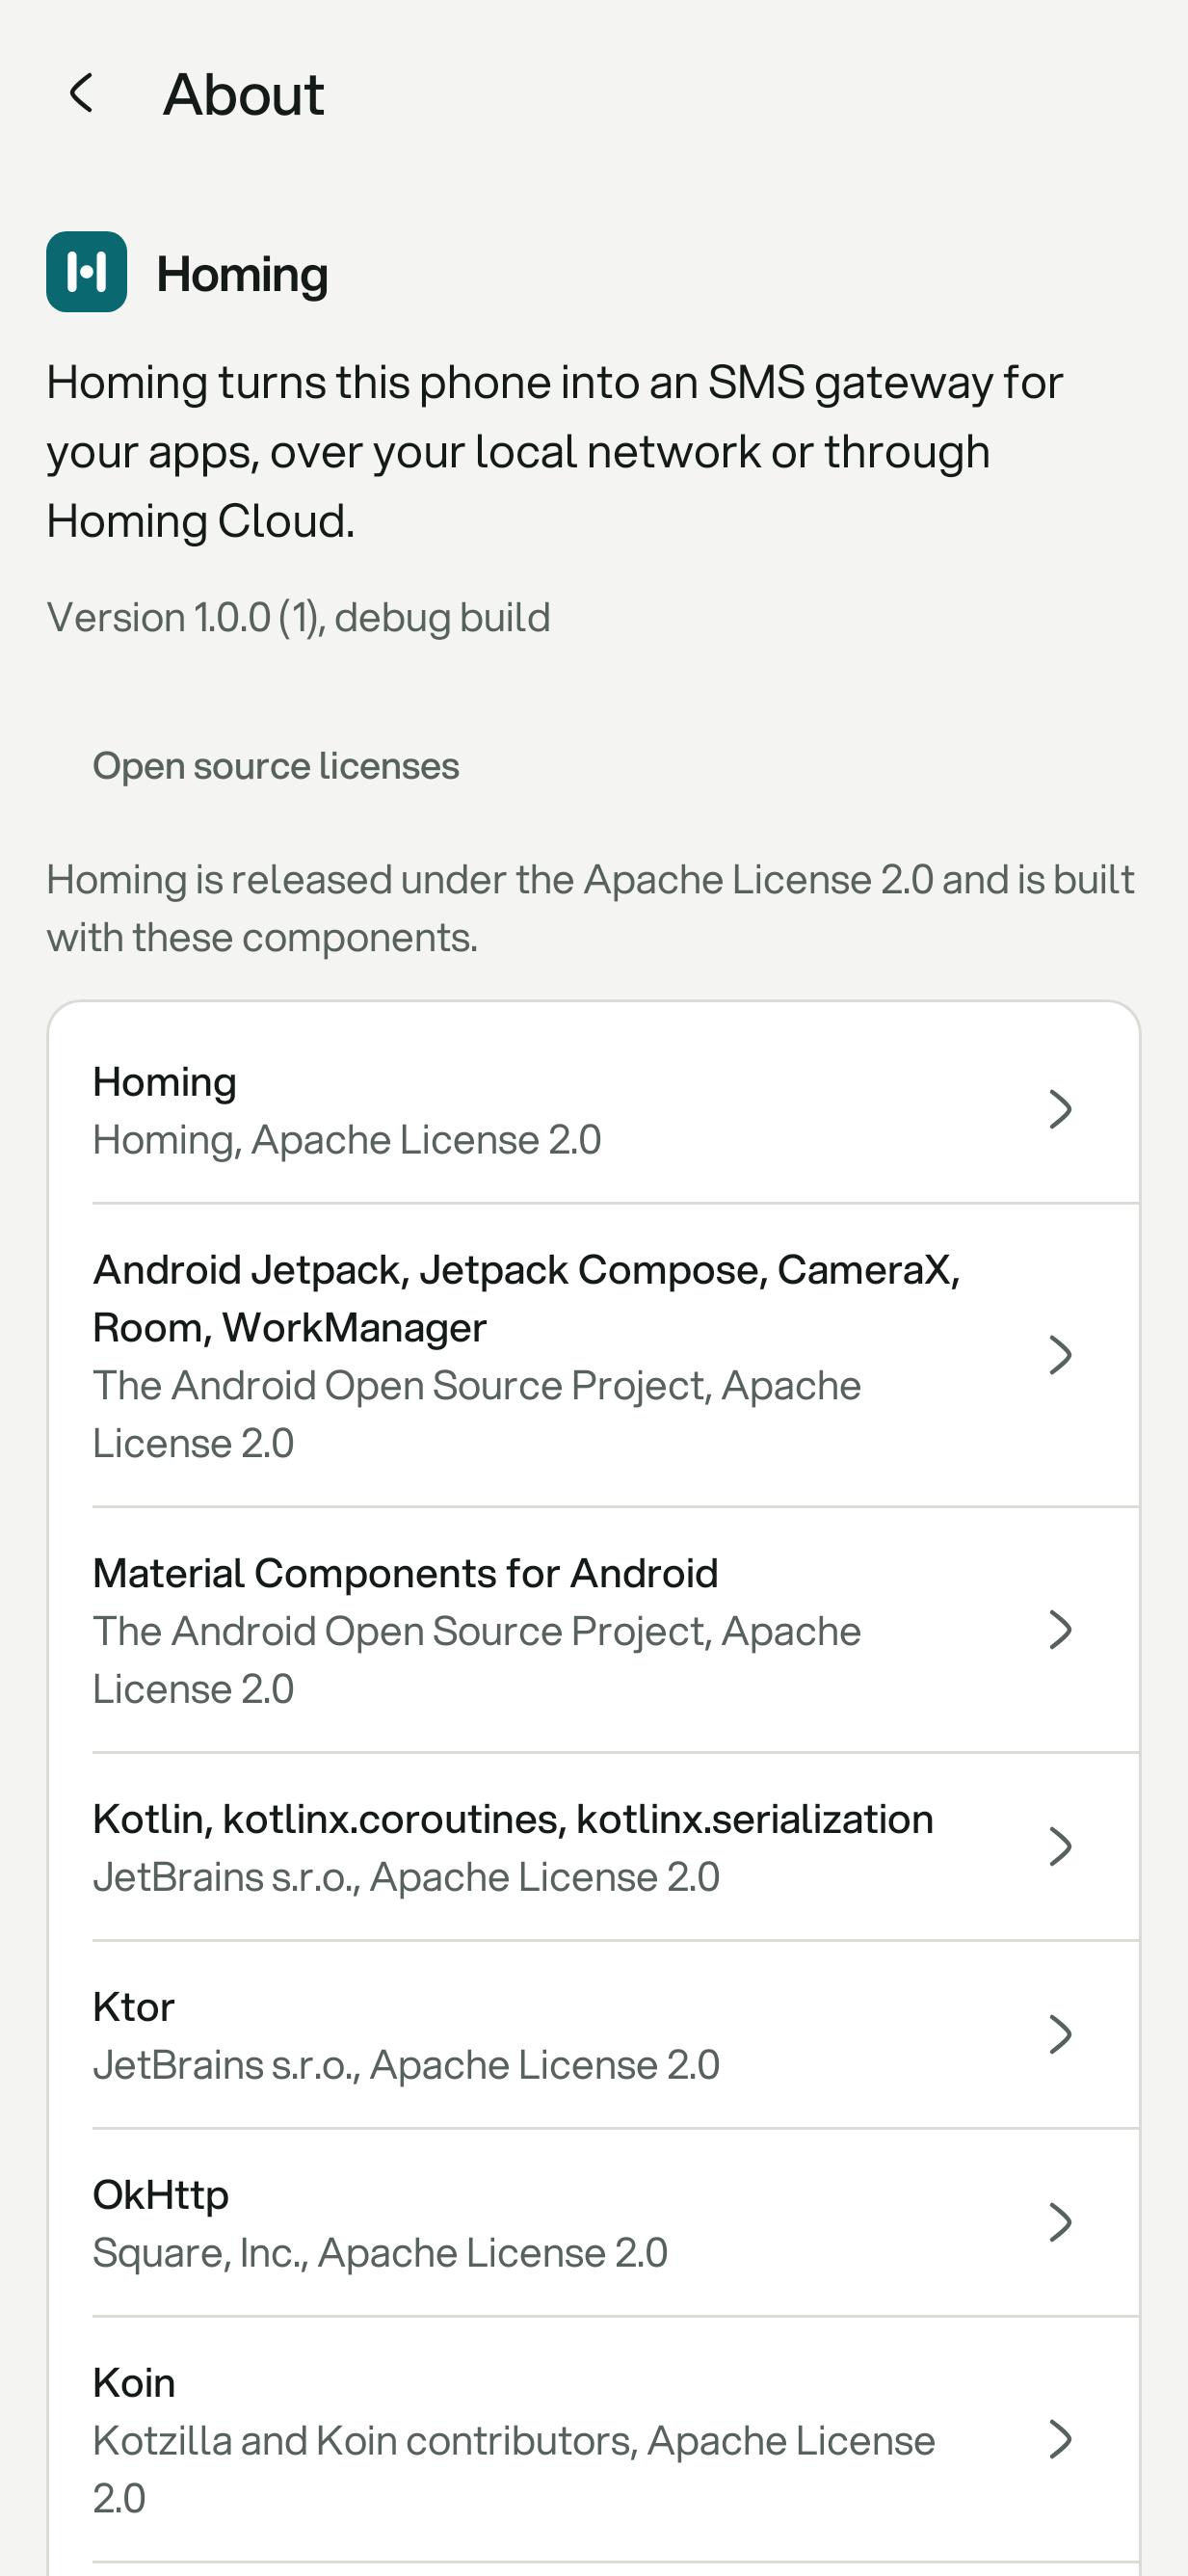 About
Homing
Homing turns this phone into an SMS gateway for
your apps, over your local network or through
Homing Cloud.
Version 1.0.0 (1), debug build
Open source licenses
Homing is released under the Apache License 2.0 and is built
with these components.
Homing
Homing, Apache License 2.0
Android Jetpack, Jetpack Compose, CameraX,
Room, WorkManager
The Android Open Source Project, Apache
License 2.0
Material Components for Android
The Android Open Source Project, Apache
License 2.0
Kotlin, kotlinx.coroutines, kotlinx.serialization
JetBrains s.r.o., Apache License 2.0
Ktor
JetBrains s.r.o., Apache License 2.0
OkHttp
Square, Inc., Apache License 2.0
Koin
Kotzilla and Koin contributors, Apache License
2.0